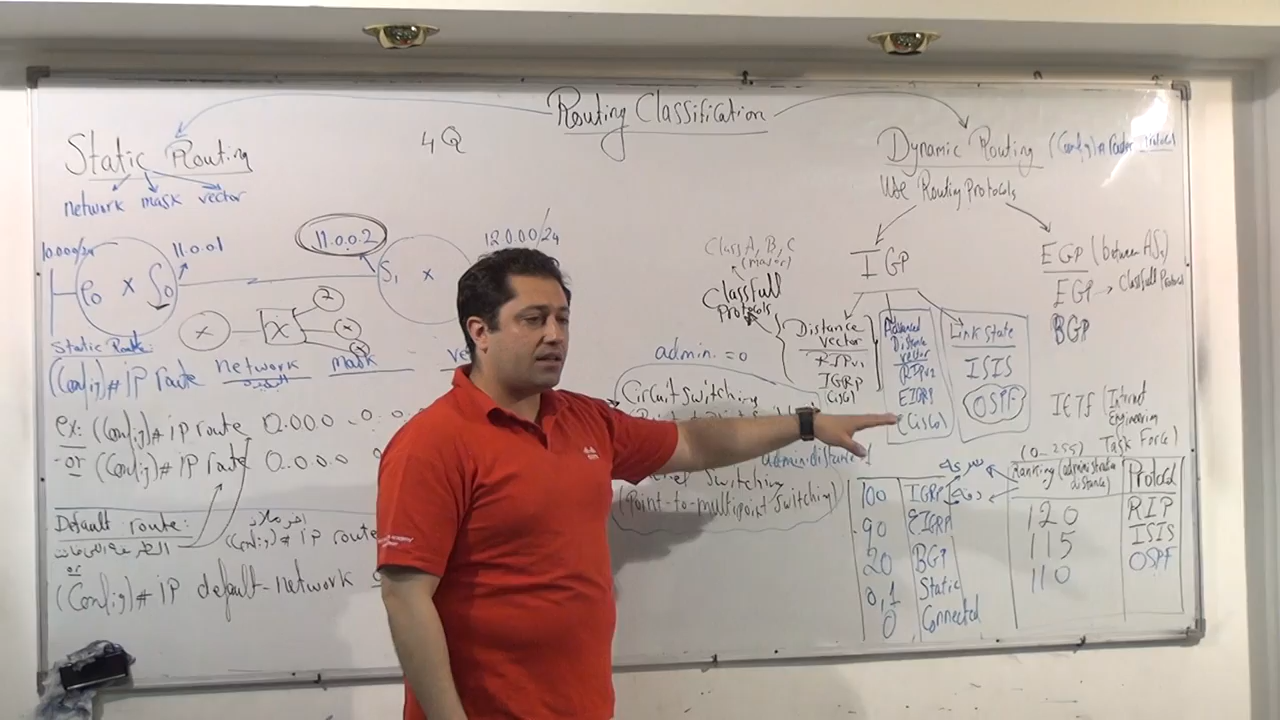 Routing Classification
Static Routing
4Q
network mask vector
10.0.0.0/24
11.0.0.1
11.0.0.2
12.0.0.0/24
e0 x S0
S1 x
x
x
2
x
x
Static Route:
(Config)# iP route network mask
ex: (Config)# iP route 12.0.0.0
or (Config)# iP route 0.0.0.0
Default route:
(Config)# iP route
or
(Config)# iP default-network
admin. = 0
Circuit Switching
Switching
(Point-to-multipoint Switching)
Dynamic Routing (Config)# router Protocol
Use Routing Protocols
IGP
EGP (between ASs)
EGP → Classfull Protocol
BGP
Class A, B, C
(major)
Classfull
Protocols
Distance
vector
RIPv1
IGRP
Cisco
Advanced
Distance
vector
RIPv2
EIGRP
(Cisco)
Link State
ISIS
OSPF
IETF (Internet
Engineering
Task Force)
(0_255)
Ranking (administrative
distance)
Protocol
120 RIP
115 ISIS
110 OSPF
100 IGRP
90 EIGRP
20 BGP
0,1 Static
0 Connected